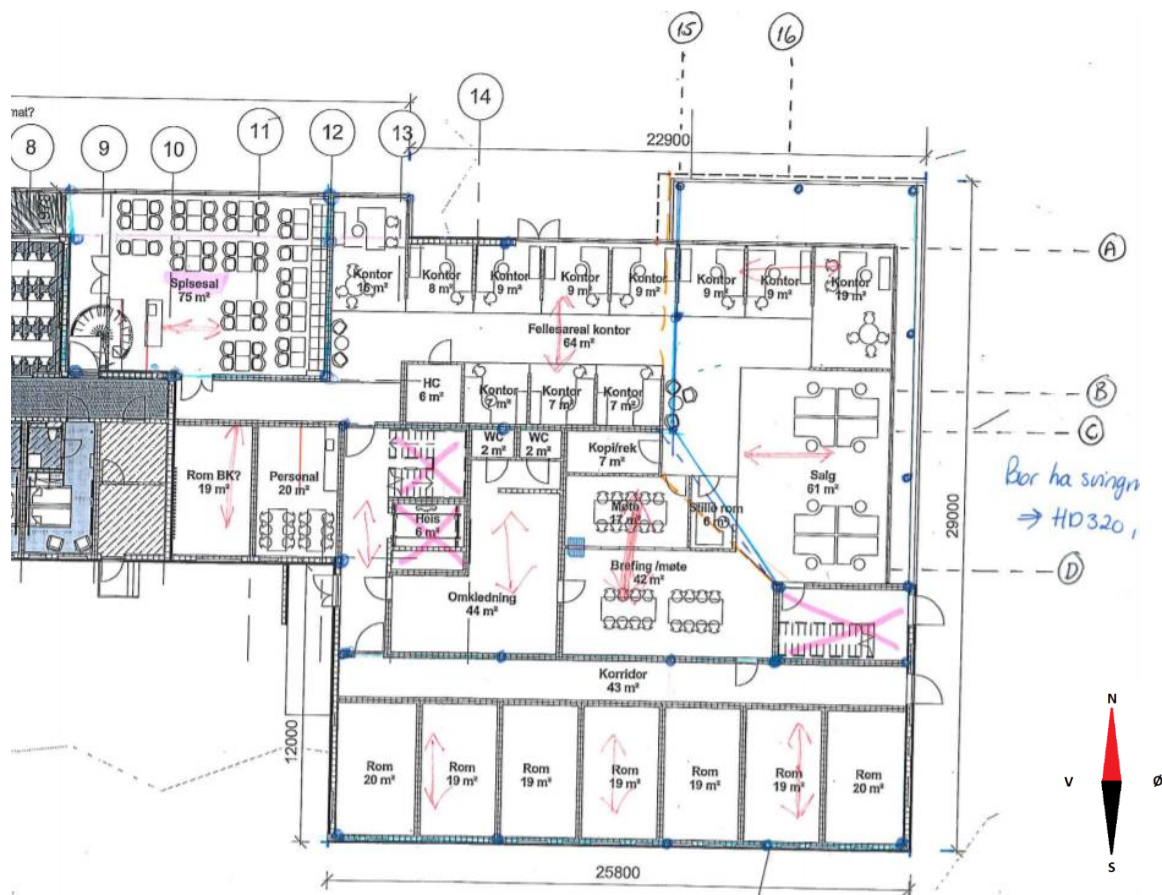 15
16
14
mat?
8
9
10
11
12
13
22900
A
Spisesal
75 m²
Kontor
16 m²
Kontor
8 m²
Kontor
9 m²
Kontor
9 m²
Kontor
9 m²
Kontor
9 m²
Kontor
9 m²
Kontor
19 m²
Fellesareal kontor
64 m²
HC
6 m²
Kontor
7 m²
Kontor
7 m²
Kontor
7 m²
B
C
WC
2 m²
WC
2 m²
Kopi/rek
7 m²
Rom BK?
19 m²
Personal
20 m²
Salg
61 m²
Bør ha svingm
⇒ HD320,
29000
Heis
6 m²
Møte
17 m²
Stille rom
6 m²
Brefing /møte
42 m²
D
Omkledning
44 m²
Korridor
43 m²
12000
Rom
20 m²
Rom
19 m²
Rom
19 m²
Rom
19 m²
Rom
19 m²
Rom
19 m²
Rom
20 m²
25800
N
V
Ø
S